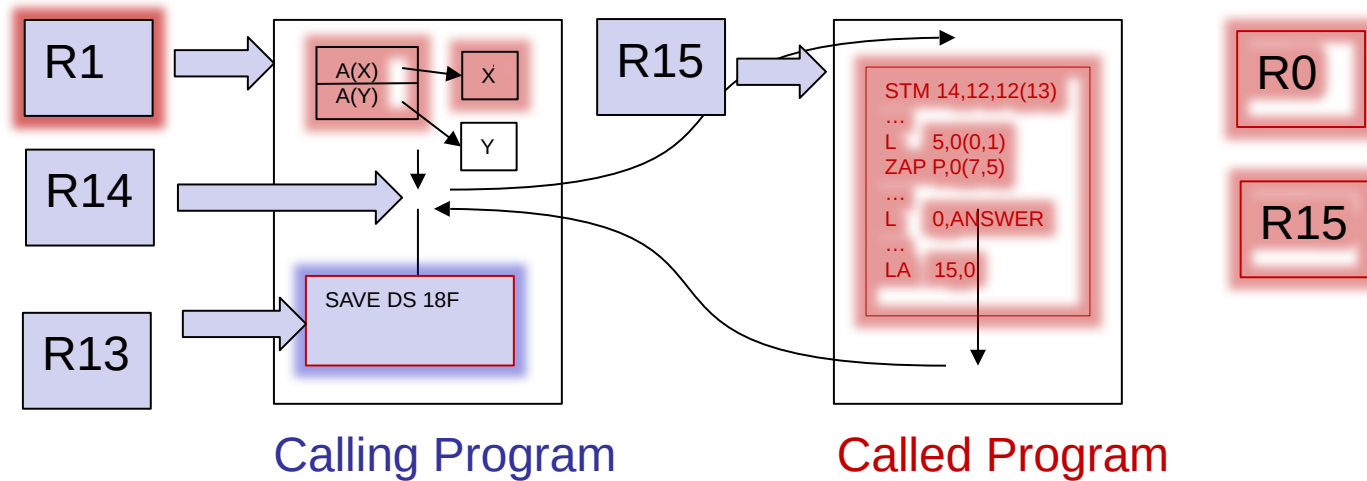 R1
R14
R13
A(X)
A(Y)
X
Y
SAVE DS 18F
R15
STM 14,12,12(13)
...
L 5,0(0,1)
ZAP P,0(7,5)
...
L 0,ANSWER
...
LA 15,0
R0
R15
Calling Program
Called Program